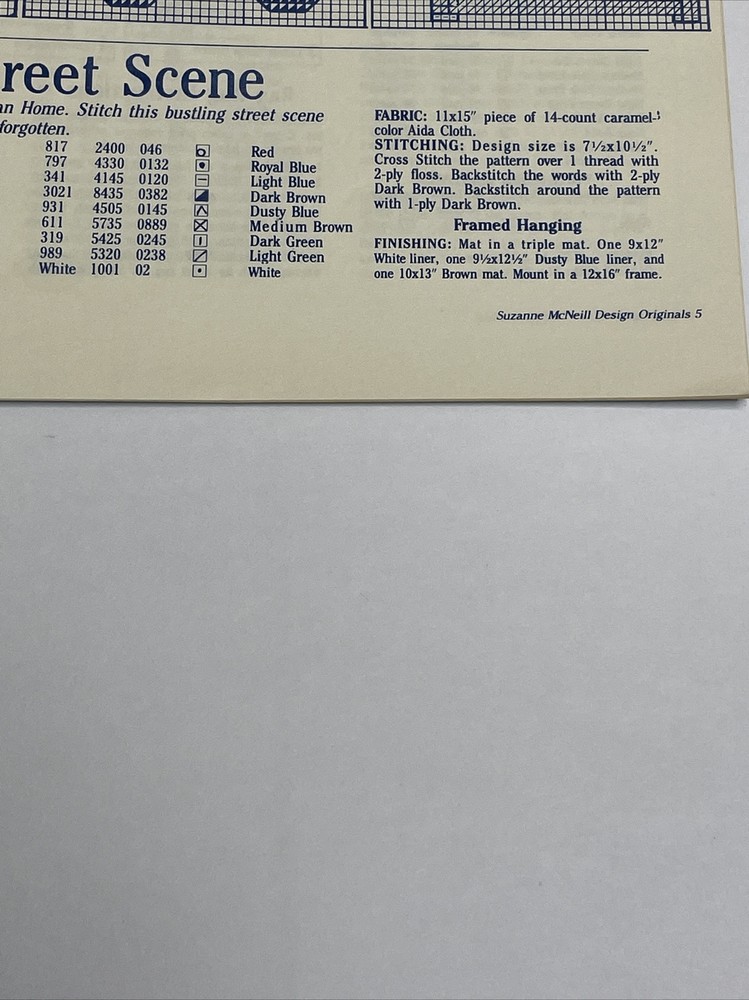 reet Scene
an Home. Stitch this bustling street scene
forgotten.
817 2400 046 Red
797 4330 0132 Royal Blue
341 4145 0120 Light Blue
3021 8435 0382 Dark Brown
931 4505 0145 Dusty Blue
611 5735 0889 Medium Brown
319 5425 0245 Dark Green
989 5320 0238 Light Green
White 1001 02 White
FABRIC: 11x15" piece of 14-count caramel-
color Aida Cloth.
STITCHING: Design size is 7½x10½".
Cross Stitch the pattern over 1 thread with
2-ply floss. Backstitch the words with 2-ply
Dark Brown. Backstitch around the pattern
with 1-ply Dark Brown.
Framed Hanging
FINISHING: Mat in a triple mat. One 9x12"
White liner, one 9½x12½" Dusty Blue liner, and
one 10x13" Brown mat. Mount in a 12x16" frame.
Suzanne McNeill Design Originals 5